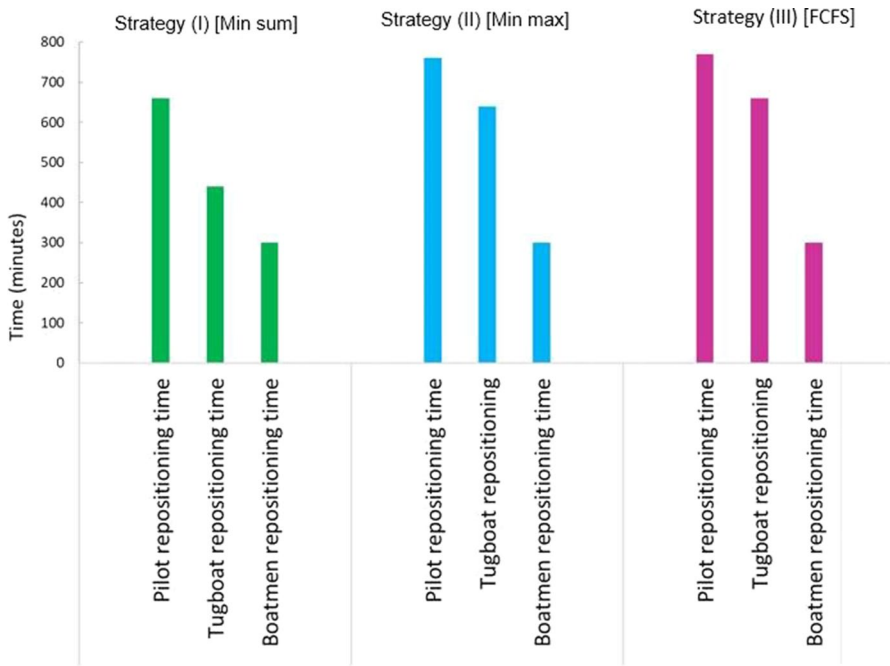 Strategy (I) [Min sum]
Strategy (II) [Min max]
Strategy (III) [FCFS]
Time (minutes)
800
700
600
500
400
300
200
100
0
Pilot repositioning time
Tugboat repositioning time
Boatmen repositioning time
Pilot repositioning time
Tugboat repositioning
Boatmen repositioning time
Pilot repositioning time
Tugboat repositioning
Boatmen repositioning time